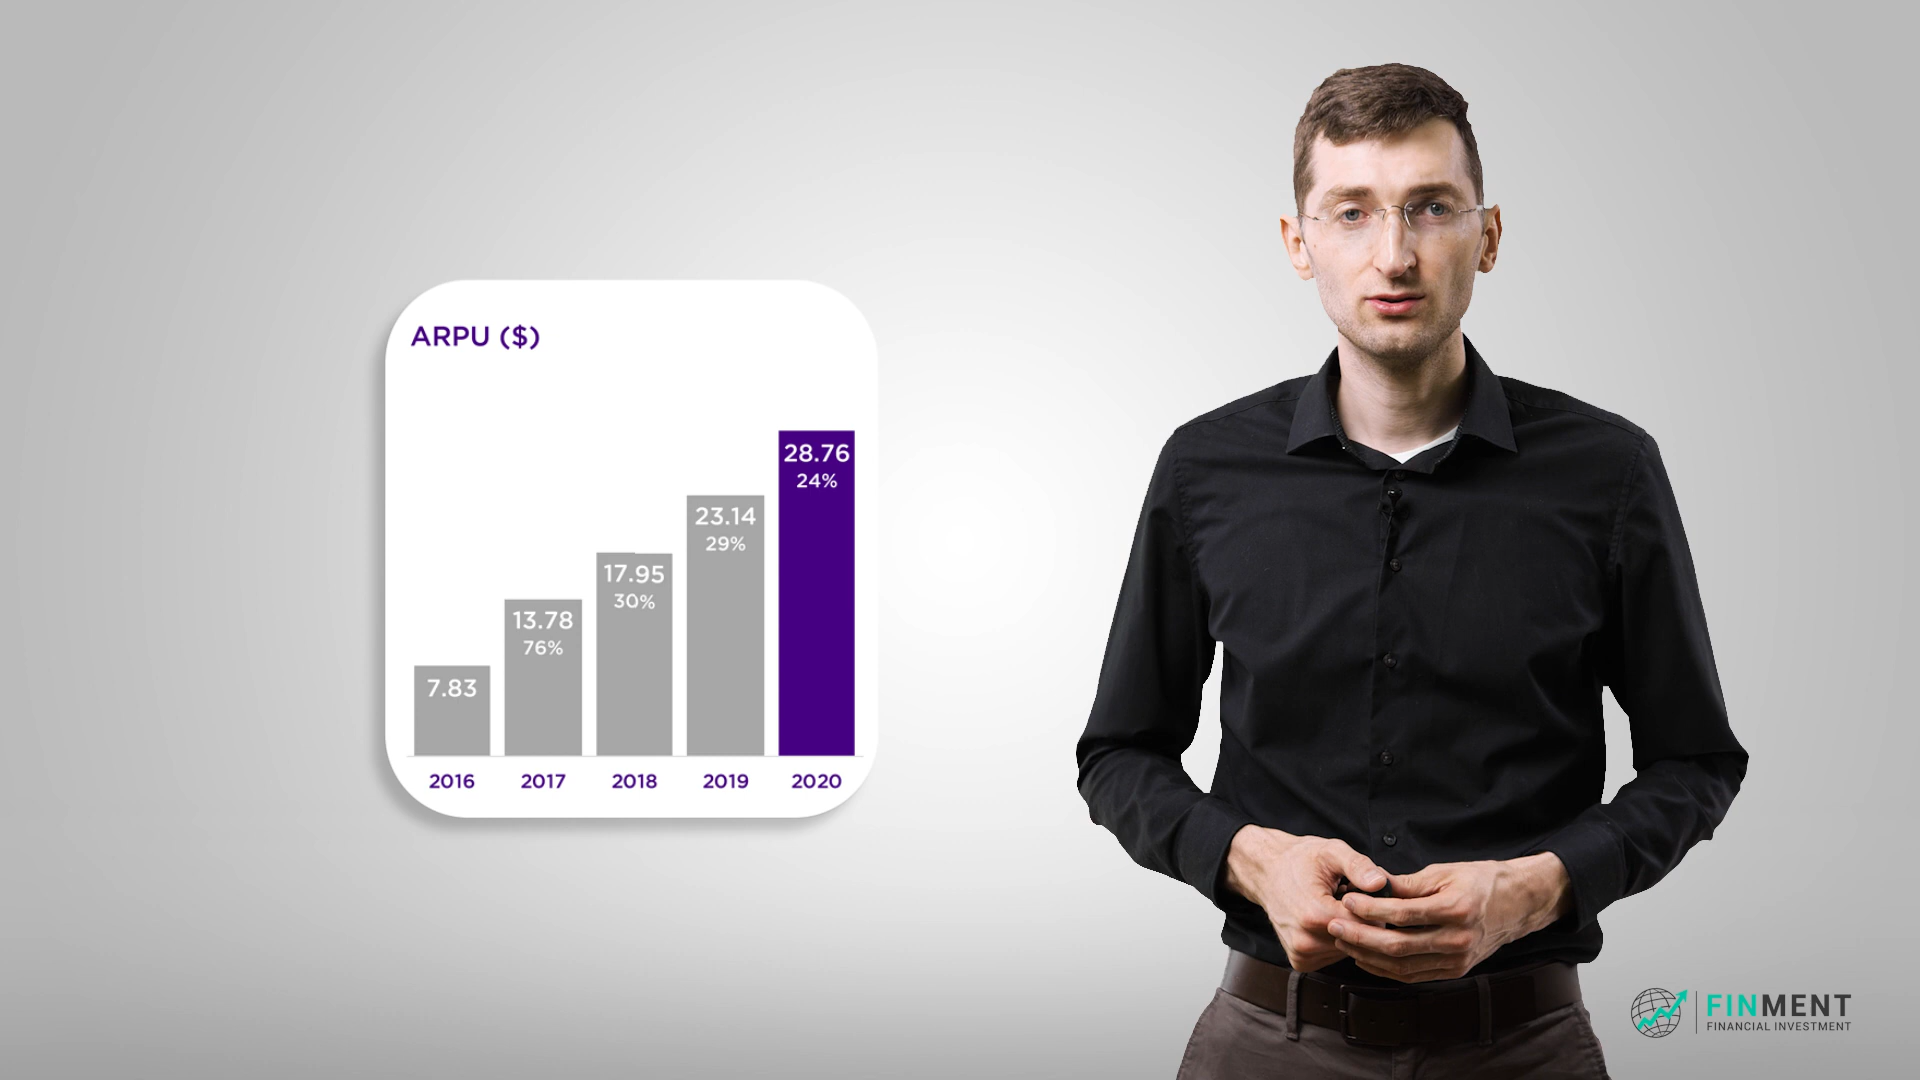 ARPU ($)
28.76
24%
23.14
29%
17.95
30%
13.78
76%
7.83
2016 2017 2018 2019 2020
FINMENT
FINANCIAL INVESTMENT